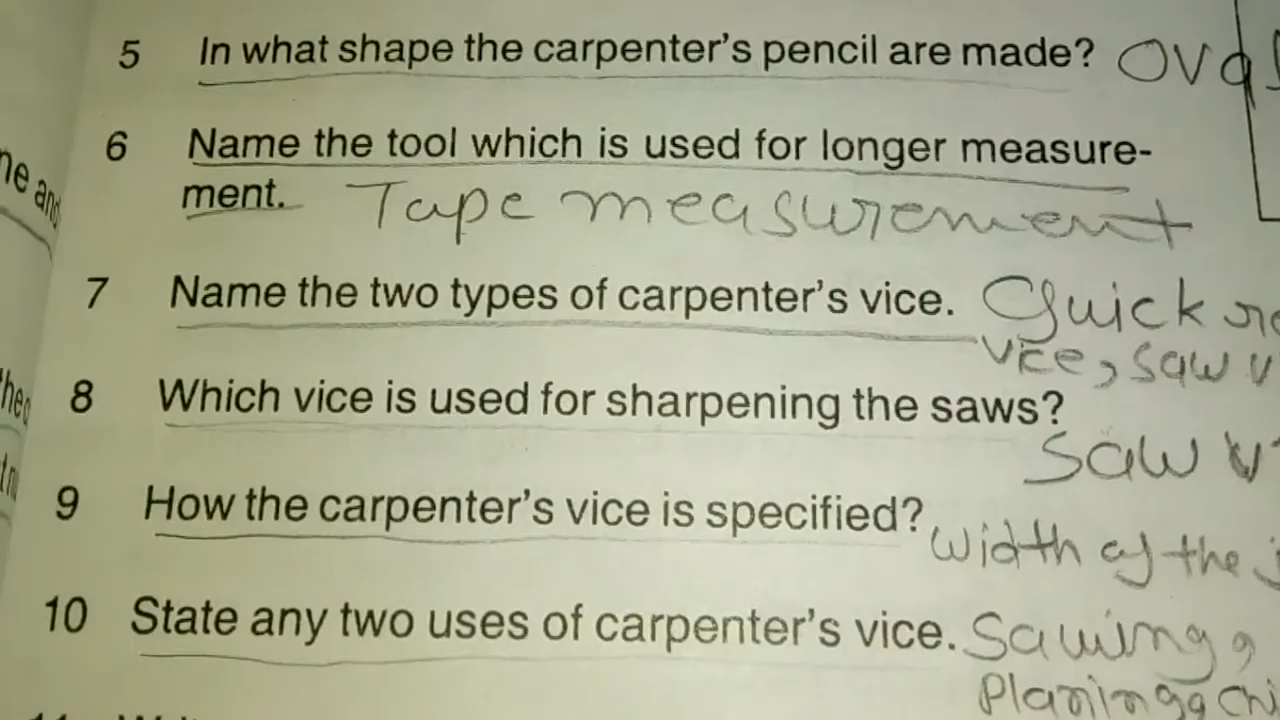 5 In what shape the carpenter's pencil are made? Oval
6 Name the tool which is used for longer measure-
ment. Tape measurement
7 Name the two types of carpenter's vice. Quick
vice, saw
8 Which vice is used for sharpening the saws?
Saw
9 How the carpenter's vice is specified? width of the
10 State any two uses of carpenter's vice. Sawing,
Planing,